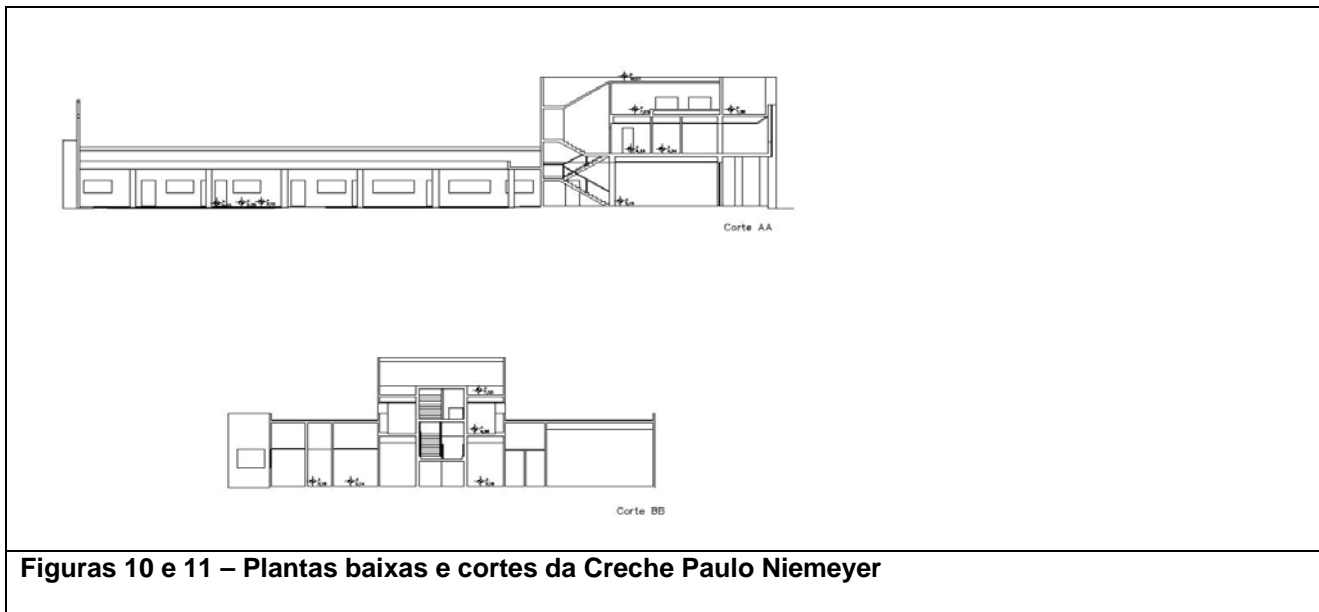 Corte AA
Corte BB
Figuras 10 e 11 – Plantas baixas e cortes da Creche Paulo Niemeyer